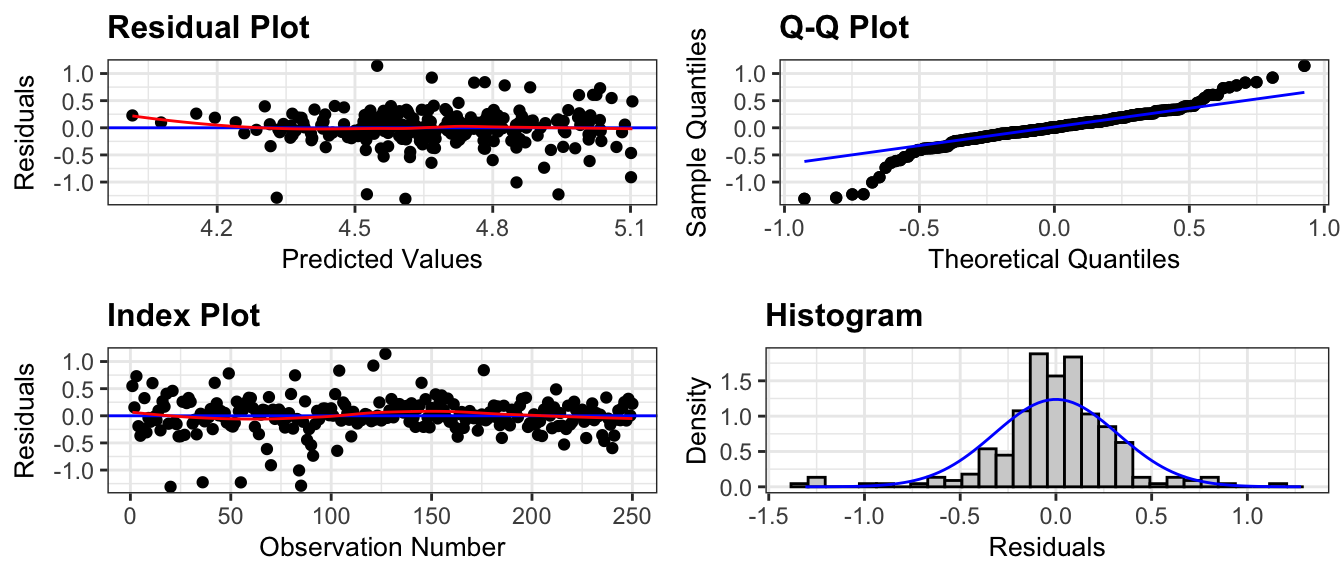 Residual Plot
Residuals
1.0
0.5
0.0
-0.5
-1.0
4.2 4.5 4.8 5.1
Predicted Values
Q-Q Plot
Sample Quantiles
1.0
0.5
0.0
-0.5
-1.0
-1.0 -0.5 0.0 0.5 1.0
Theoretical Quantiles
Index Plot
Residuals
1.0
0.5
0.0
-0.5
-1.0
0 50 100 150 200 250
Observation Number
Histogram
Density
1.5
1.0
0.5
0.0
-1.5 -1.0 -0.5 0.0 0.5 1.0
Residuals